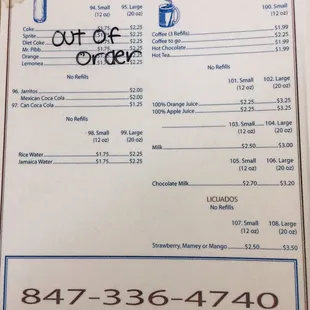 94. Small 95. Large
(12 oz) (20 oz)
Coke $1.75 $2.25
Sprite $2.25
Diet Coke $2.25
Mr. Pibb
Orange
Lemonea
Out Of
Order
No Refills
96. Jarritos $2.00
Mexican Coca Cola $2.00
97. Can Coca Cola $1.25
No Refills
98. Small 99. Large
(12 oz) (20 oz)
Rice Water $1.75 $2.25
Jamaica Water $1.75 $2.25
100. Small
(12 oz)
Coffee (3 Refills) $1.99
Coffee to go $2.25
Hot Chocolate $1.99
Hot Tea
No Refills
101. Small 102. Large
(12 oz) (20 oz)
100% Orange Juice $2.25 $3.25
100% Apple Juice $2.25 $3.25
103. Small 104. Large
(12 oz) (20 oz)
Milk $2.50 $3.00
105. Small 106. Large
(12 oz) (20 oz)
Chocolate Milk $2.70 $3.20
LICUADOS
No Refills
107. Small 108. Large
(12 oz) (20 oz)
Strawberry, Mamey or Mango $2.50 $3.50
847-336-4740